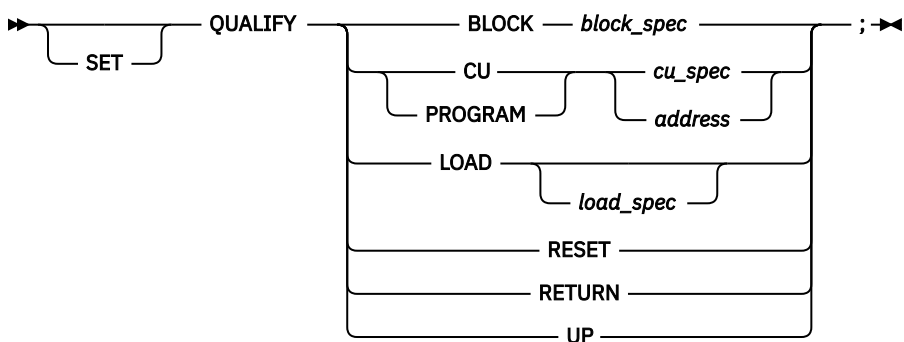 QUALIFY BLOCK block_spec ;
SET CU cu_spec
PROGRAM address
LOAD
load_spec
RESET
RETURN
UP